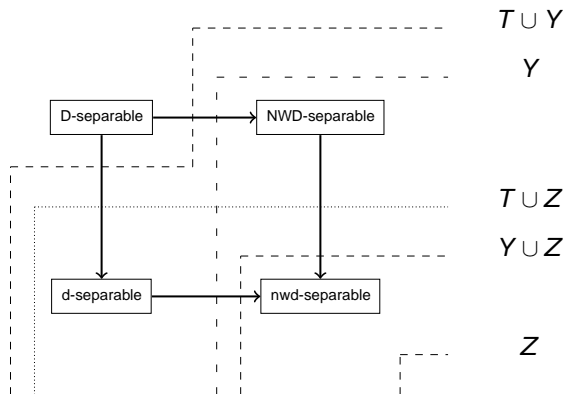 T ∪ Y
Y
D-separable
NWD-separable
T ∪ Z
Y ∪ Z
d-separable
nwd-separable
Z